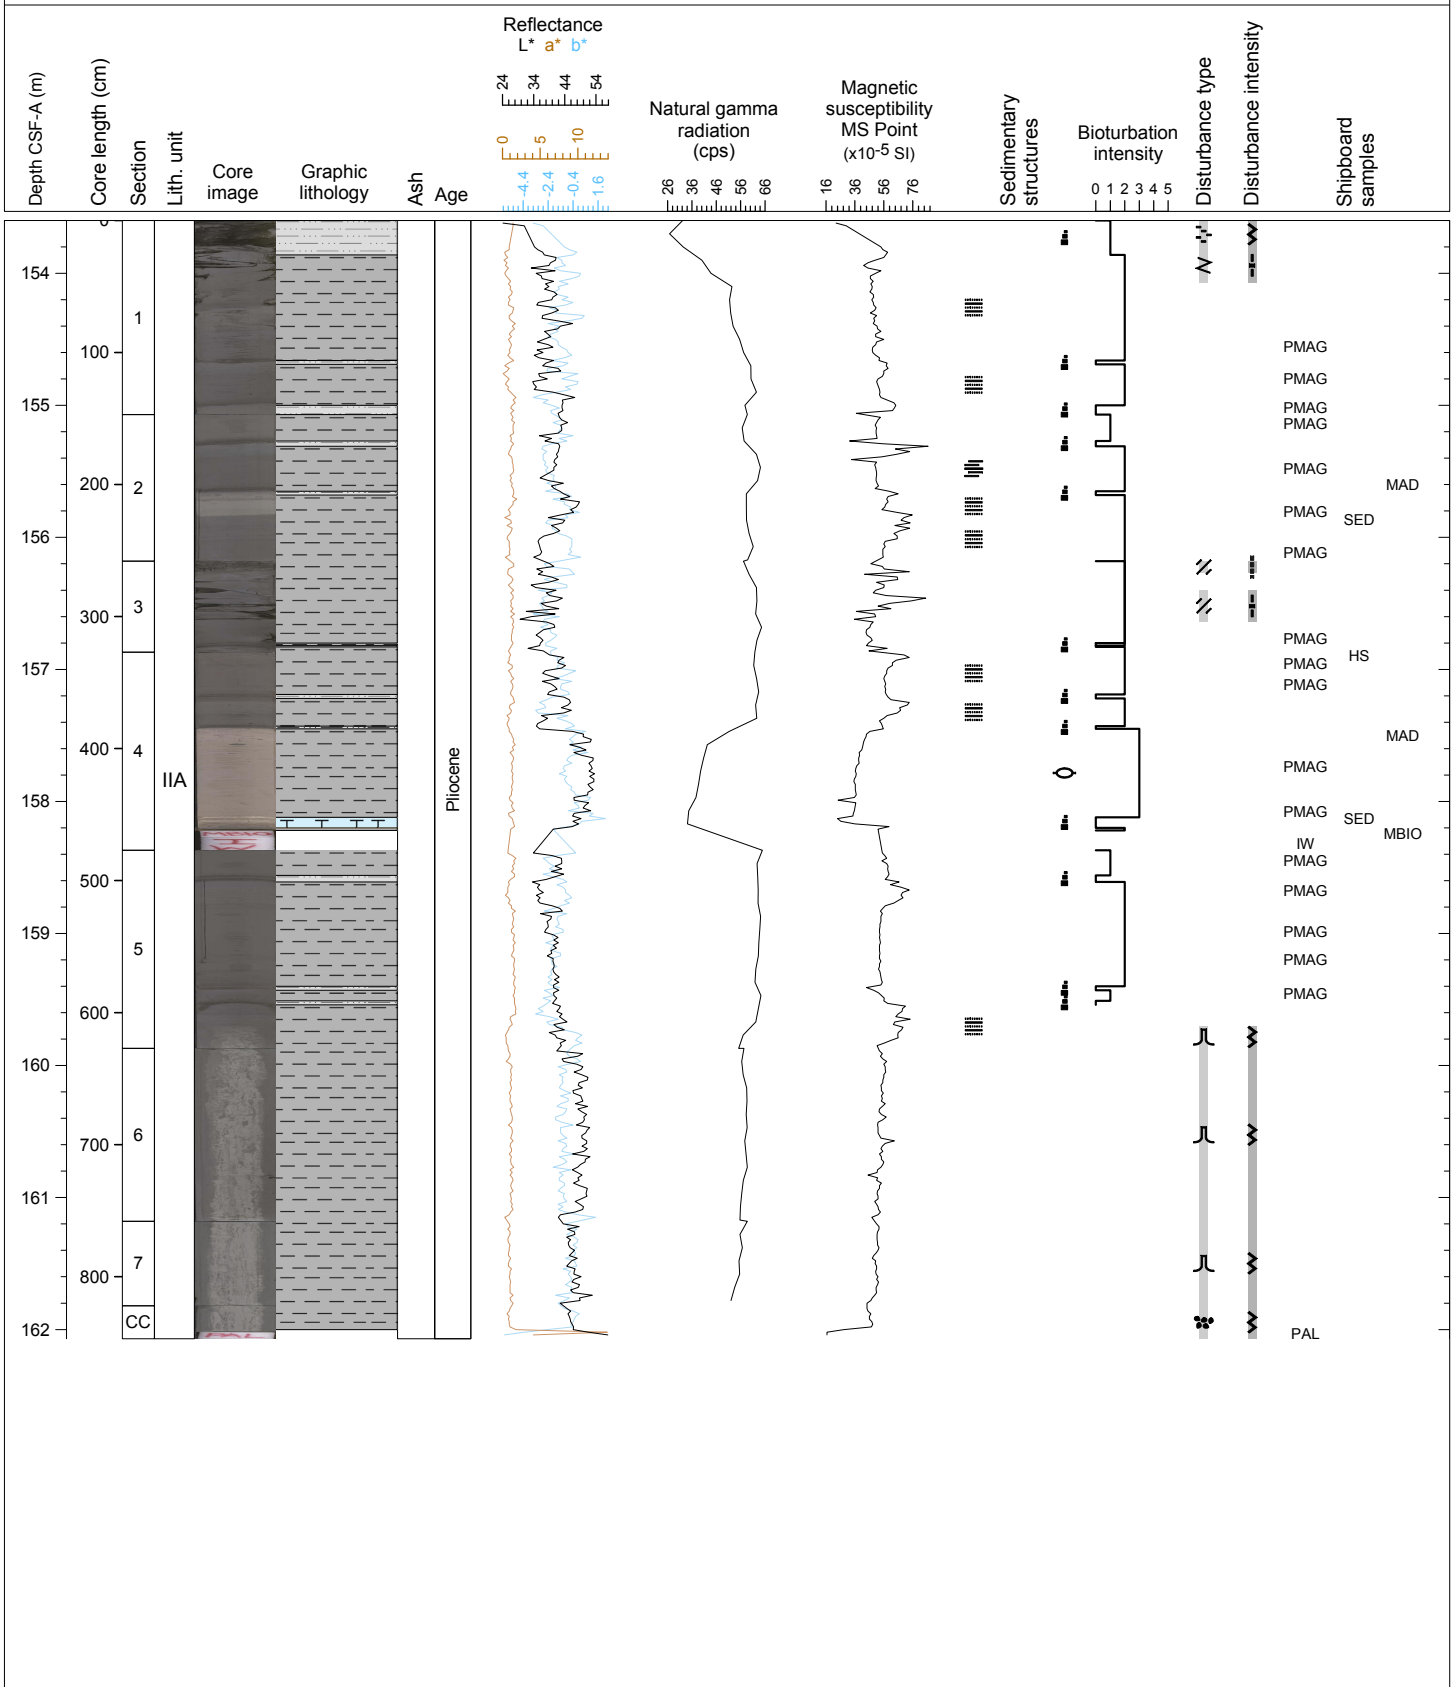 Depth CSF-A (m)
Core length (cm)
Section
Lith. unit
Core image
Graphic lithology
Ash
Age
Reflectance
L* a* b*
24 34 44 54
0 5 10
-4.4 -2.4 -0.4 1.6
Natural gamma radiation (cps)
26 36 46 56 66
Magnetic susceptibility MS Point (x10-5 SI)
16 36 56 76
Sedimentary structures
Bioturbation intensity
0 1 2 3 4 5
Disturbance type
Disturbance intensity
Shipboard samples
154
155
156
157
158
159
160
161
162
0
100
200
300
400
500
600
700
800
1
2
3
4
5
6
7
CC
IIA
PAL
Pliocene
PMAG
PMAG
PMAG
PMAG
PMAG
MAD
PMAG
SED
PMAG
PMAG
HS
PMAG
PMAG
MAD
PMAG
PMAG
SED
MBIO
IW
PMAG
PMAG
PMAG
PMAG
PMAG
PAL